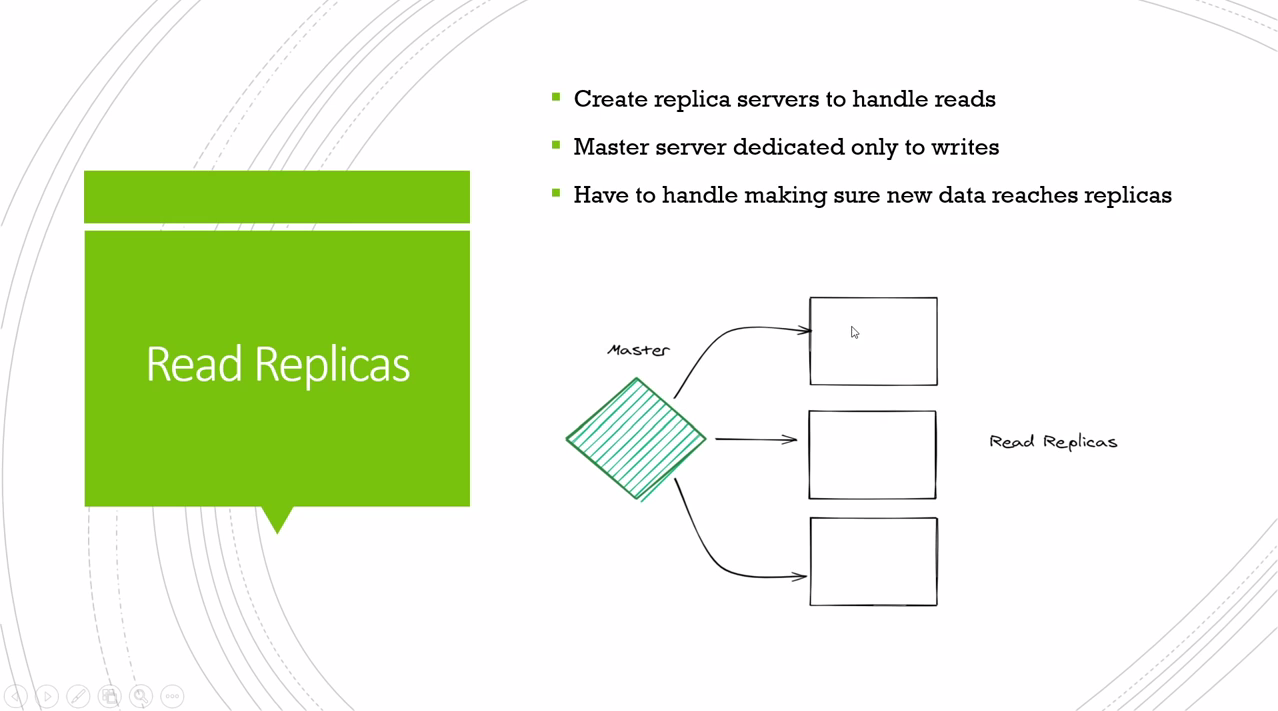 Create replica servers to handle reads
Master server dedicated only to writes
Have to handle making sure new data reaches replicas
Read Replicas
Master
Read Replicas